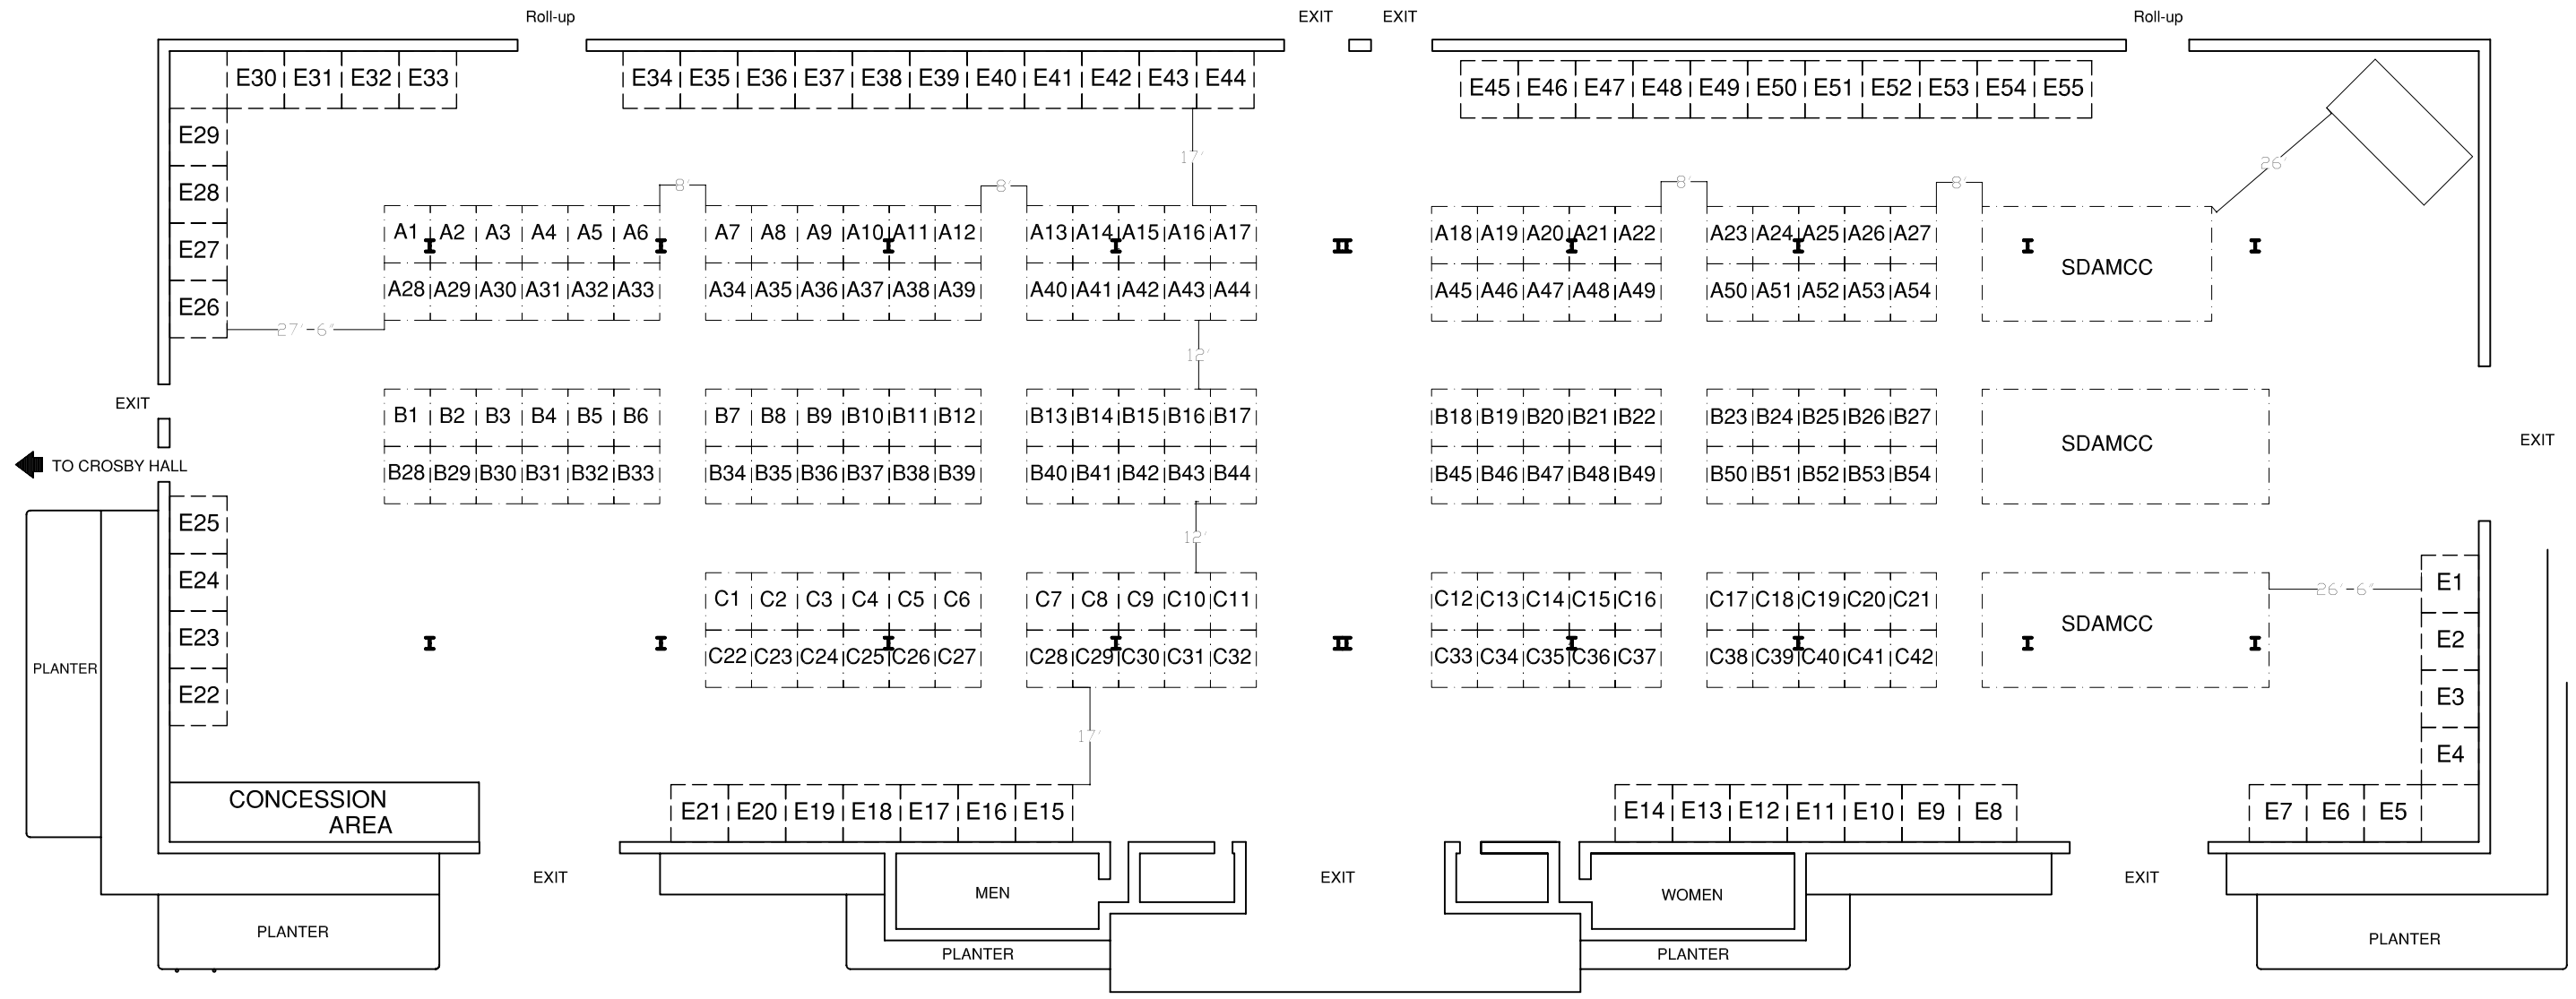 Roll-up EXIT EXIT Roll-up
E30 E31 E32 E33 E34 E35 E36 E37 E38 E39 E40 E41 E42 E43 E44
E45 E46 E47 E48 E49 E50 E51 E52 E53 E54 E55
E29
17' 26'
E28 8' 8' 8' 8'
A1 A2 A3 A4 A5 A6 A7 A8 A9 A10 A11 A12 A13 A14 A15 A16 A17 A18 A19 A20 A21 A22 A23 A24 A25 A26 A27
E27
SDAMCC
A28 A29 A30 A31 A32 A33 A34 A35 A36 A37 A38 A39 A40 A41 A42 A43 A44 A45 A46 A47 A48 A49 A50 A51 A52 A53 A54
E26
27'-6"
12'
EXIT
B1 B2 B3 B4 B5 B6 B7 B8 B9 B10 B11 B12 B13 B14 B15 B16 B17 B18 B19 B20 B21 B22 B23 B24 B25 B26 B27
SDAMCC EXIT
TO CROSBY HALL
B28 B29 B30 B31 B32 B33 B34 B35 B36 B37 B38 B39 B40 B41 B42 B43 B44 B45 B46 B47 B48 B49 B50 B51 B52 B53 B54
E25
12'
E24 E1
26'-6"
C1 C2 C3 C4 C5 C6 C7 C8 C9 C10 C11 C12 C13 C14 C15 C16 C17 C18 C19 C20 C21
SDAMCC
E23 E2
C22 C23 C24 C25 C26 C27 C28 C29 C30 C31 C32 C33 C34 C35 C36 C37 C38 C39 C40 C41 C42
PLANTER
E22 E3
17'
E4
CONCESSION
AREA
E21 E20 E19 E18 E17 E16 E15 E14 E13 E12 E11 E10 E9 E8 E7 E6 E5
EXIT EXIT EXIT
MEN WOMEN
PLANTER PLANTER
PLANTER PLANTER